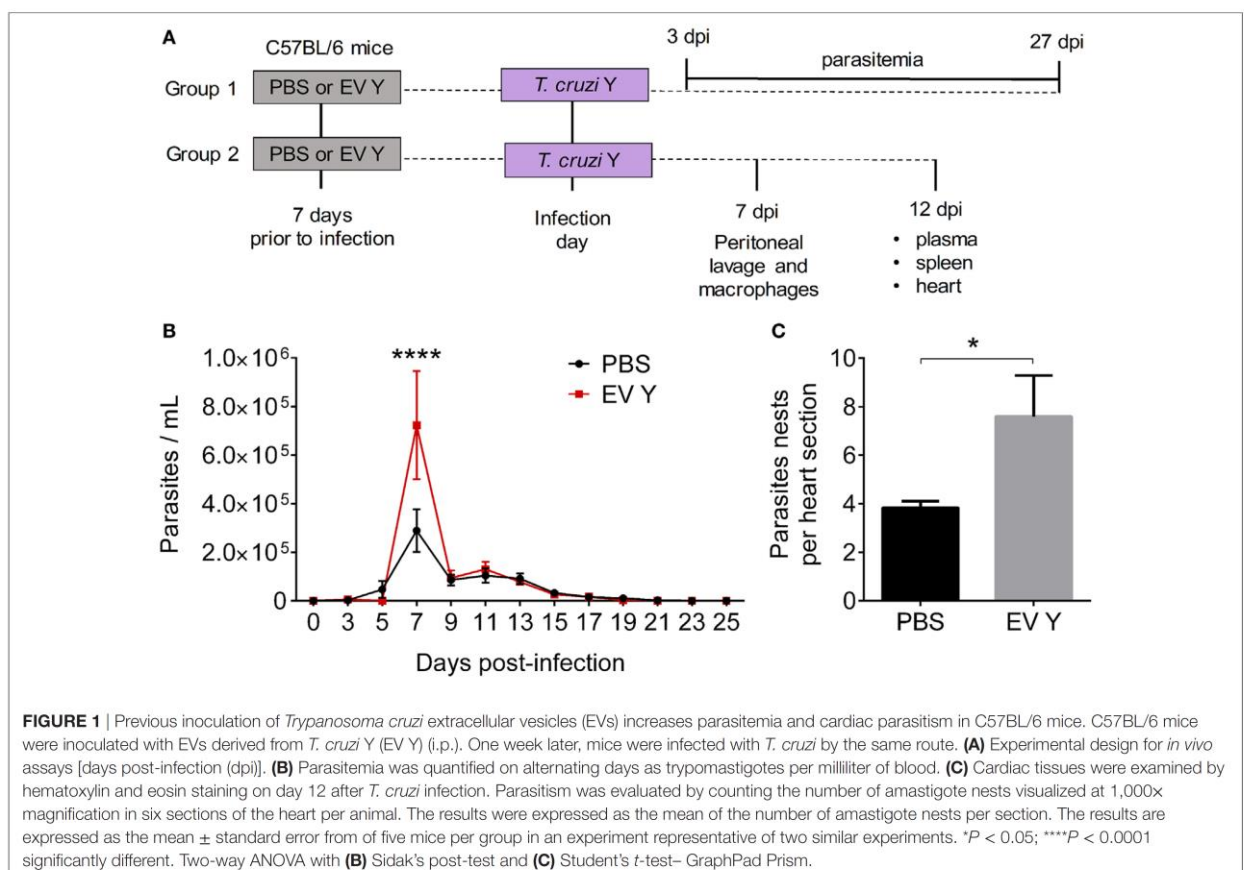 A
C57BL/6 mice
3 dpi
27 dpi
parasitemia
Group 1
PBS or EV Y
T. cruzi Y
Group 2
PBS or EV Y
T. cruzi Y
7 days
prior to infection
Infection
day
7 dpi
Peritoneal
lavage and
macrophages
12 dpi
• plasma
• spleen
• heart
B
****
PBS
EV Y
Parasites / mL
1.0×10⁶
8.0×10⁵
6.0×10⁵
4.0×10⁵
2.0×10⁵
0
0 3 5 7 9 11 13 15 17 19 21 23 25
Days post-infection
C
*
Parasites nests
per heart section
10
8
6
4
2
0
PBS EV Y
FIGURE 1 | Previous inoculation of Trypanosoma cruzi extracellular vesicles (EVs) increases parasitemia and cardiac parasitism in C57BL/6 mice. C57BL/6 mice
were inoculated with EVs derived from T. cruzi Y (EV Y) (i.p.). One week later, mice were infected with T. cruzi by the same route. (A) Experimental design for in vivo
assays [days post-infection (dpi)]. (B) Parasitemia was quantified on alternating days as trypomastigotes per milliliter of blood. (C) Cardiac tissues were examined by
hematoxylin and eosin staining on day 12 after T. cruzi infection. Parasitism was evaluated by counting the number of amastigote nests visualized at 1,000×
magnification in six sections of the heart per animal. The results were expressed as the mean of the number of amastigote nests per section. The results are
expressed as the mean ± standard error from of five mice per group in an experiment representative of two similar experiments. *P < 0.05; ****P < 0.0001
significantly different. Two-way ANOVA with (B) Sidak's post-test and (C) Student's t-test– GraphPad Prism.